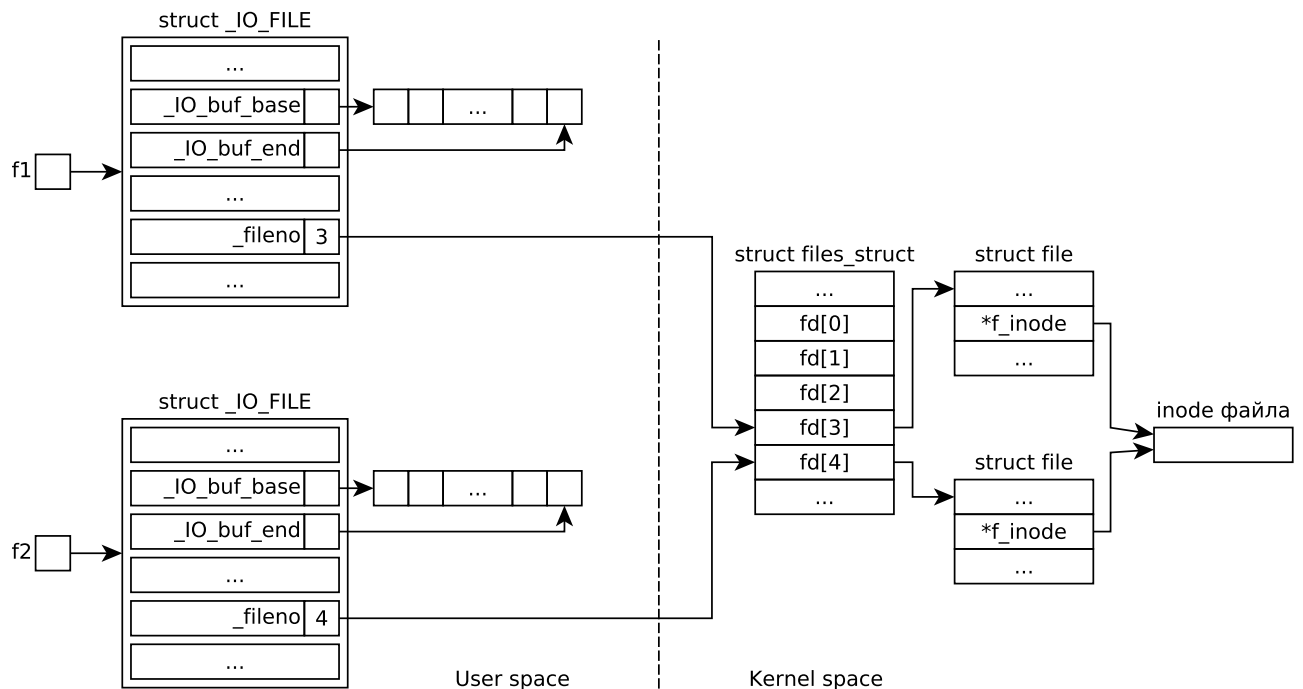 struct _IO_FILE
...
_IO_buf_base
...
_IO_buf_end
f1
...
_fileno 3
...
struct files_struct
...
fd[0]
fd[1]
fd[2]
fd[3]
fd[4]
...
struct file
...
*f_inode
...
inode файла
struct file
...
*f_inode
...
struct _IO_FILE
...
_IO_buf_base
...
_IO_buf_end
f2
...
_fileno 4
...
User space
Kernel space